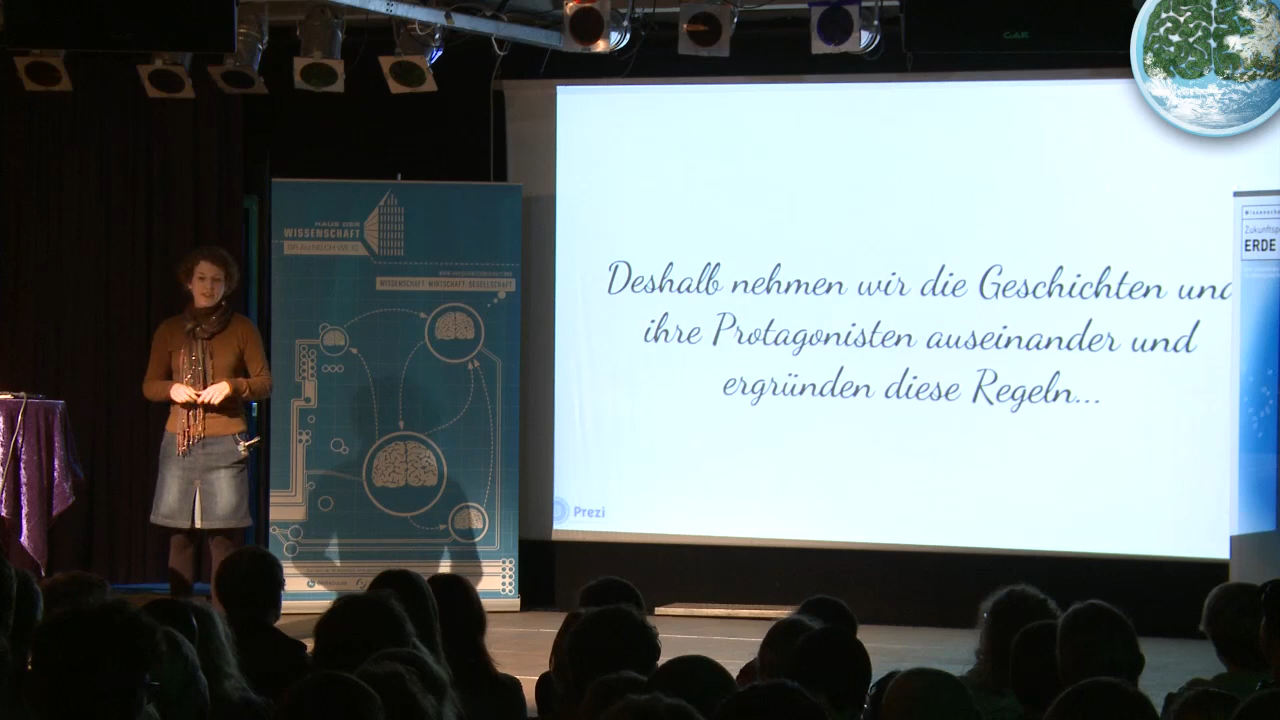 HAUS DER
WISSENSCHAFT
BRAUNSCHWEIG
WISSENSCHAFT WIRTSCHAFT GESELLSCHAFT
Deshalb nehmen wir die Geschichten und
ihre Protagonisten auseinander und
ergründen diese Regeln...
Prezi
ERDE